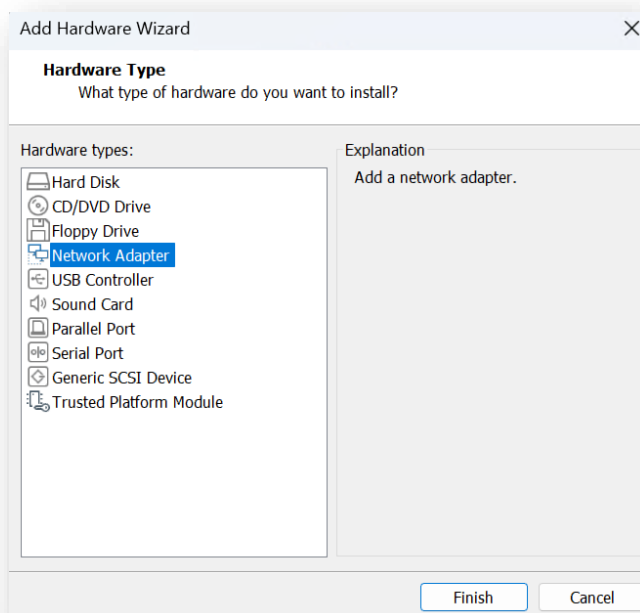 Add Hardware Wizard
Hardware Type
What type of hardware do you want to install?
Hardware types:
Hard Disk
CD/DVD Drive
Floppy Drive
Network Adapter
USB Controller
Sound Card
Parallel Port
Serial Port
Generic SCSI Device
Trusted Platform Module
Explanation
Add a network adapter.
Finish
Cancel